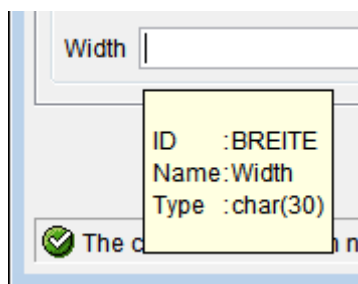 Width
ID :BREITE
Name:Width
Type :char(30)
The c n